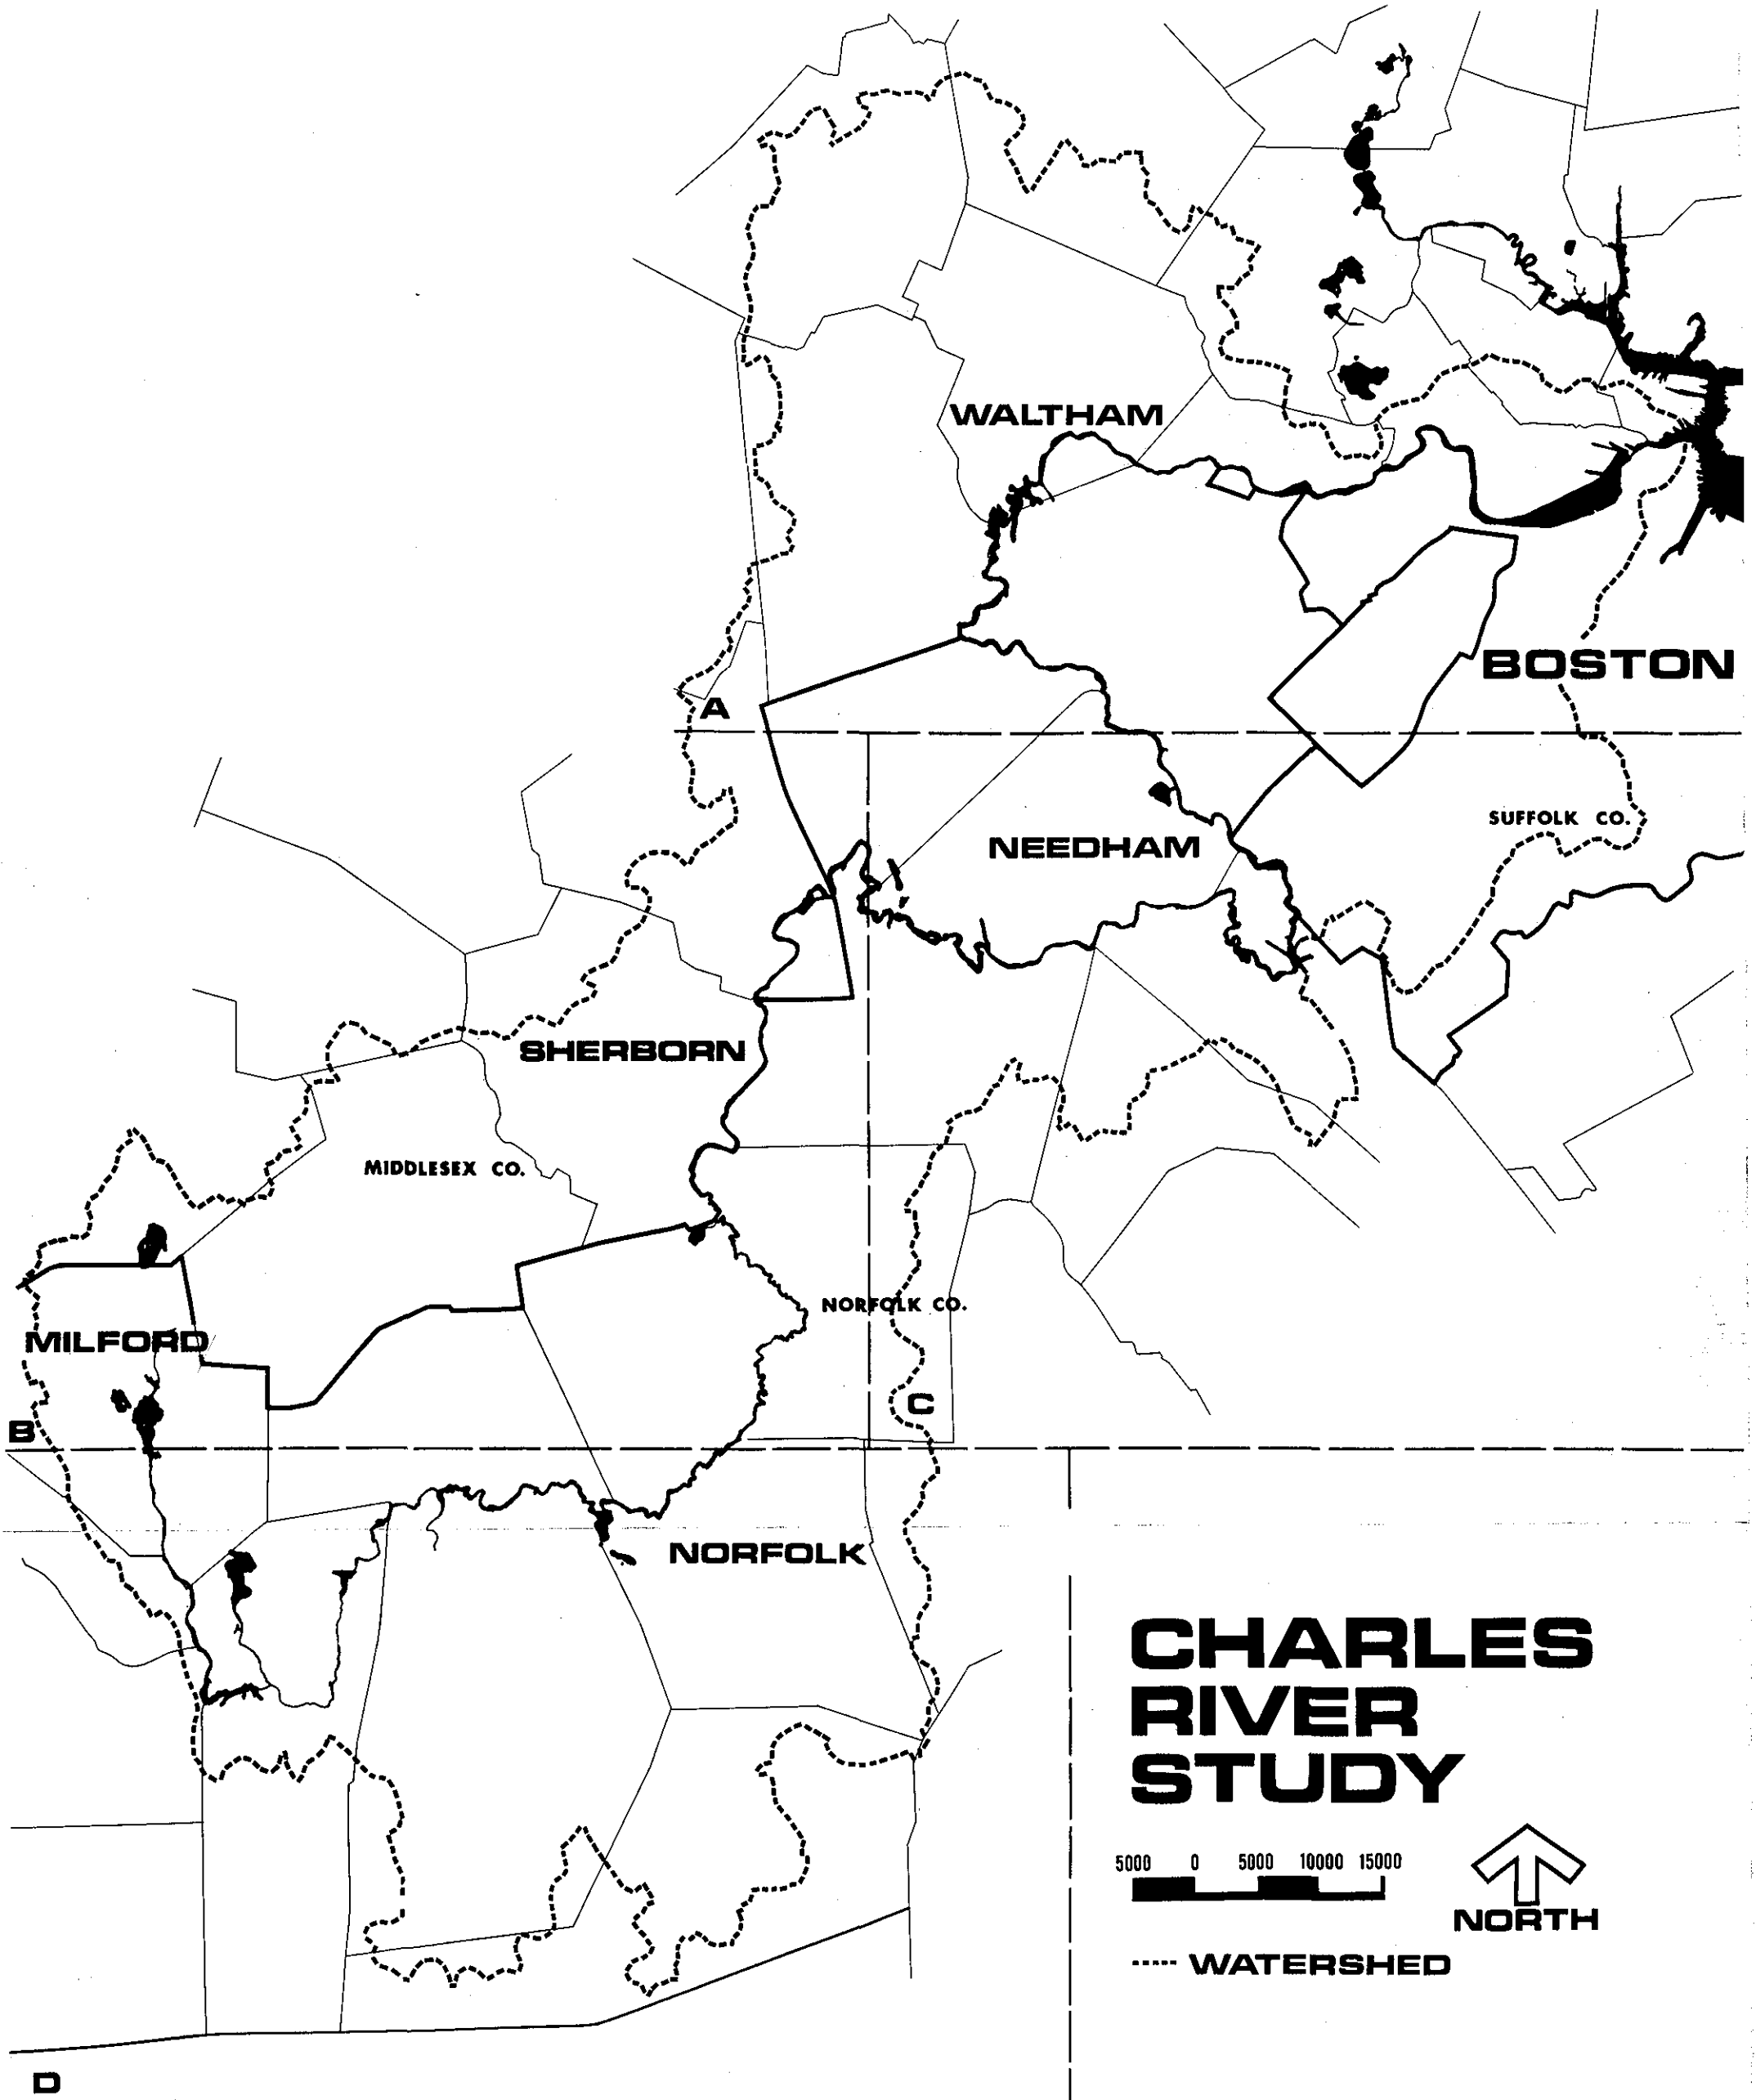 WALTHAM
BOSTON
A
SUFFOLK CO.
NEEDHAM
SHERBORN
MIDDLESEX CO.
NORFOLK CO.
MILFORD
C
B
NORFOLK
CHARLES
RIVER
STUDY
5000 0 5000 10000 15000
NORTH
WATERSHED
D